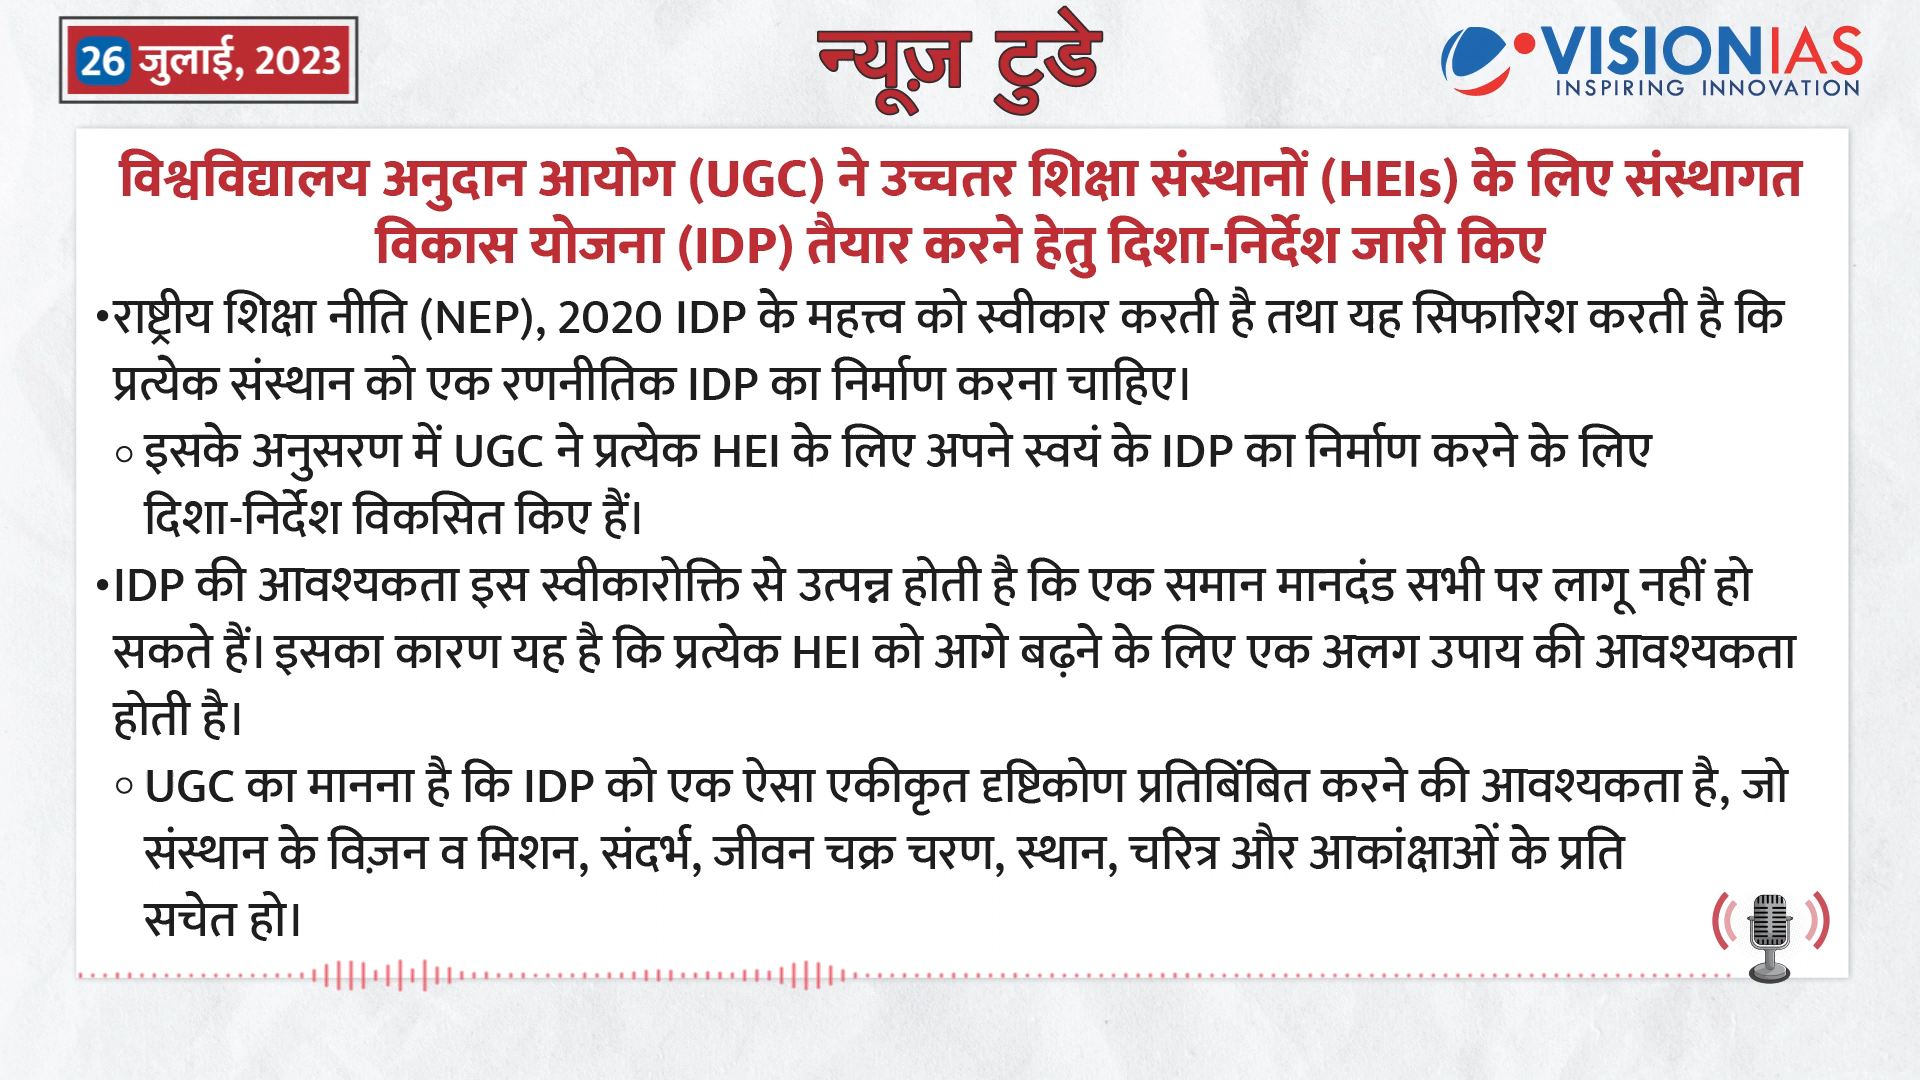 26 जुलाई, 2023
न्यूज़ टुडे
VISIONIAS
INSPIRING INNOVATION
विश्वविद्यालय अनुदान आयोग (UGC) ने उच्चतर शिक्षा संस्थानों (HEIs) के लिए संस्थागत
विकास योजना (IDP) तैयार करने हेतु दिशा-निर्देश जारी किए
•राष्ट्रीय शिक्षा नीति (NEP), 2020 IDP के महत्त्व को स्वीकार करती है तथा यह सिफारिश करती है कि
प्रत्येक संस्थान को एक रणनीतिक IDP का निर्माण करना चाहिए।
○ इसके अनुसरण में UGC ने प्रत्येक HEI के लिए अपने स्वयं के IDP का निर्माण करने के लिए
दिशा-निर्देश विकसित किए हैं।
•IDP की आवश्यकता इस स्वीकारोक्ति से उत्पन्न होती है कि एक समान मानदंड सभी पर लागू नहीं हो
सकते हैं। इसका कारण यह है कि प्रत्येक HEI को आगे बढ़ने के लिए एक अलग उपाय की आवश्यकता
होती है।
○ UGC का मानना है कि IDP को एक ऐसा एकीकृत दृष्टिकोण प्रतिबिंबित करने की आवश्यकता है, जो
संस्थान के विज़न व मिशन, संदर्भ, जीवन चक्र चरण, स्थान, चरित्र और आकांक्षाओं के प्रति
सचेत हो।